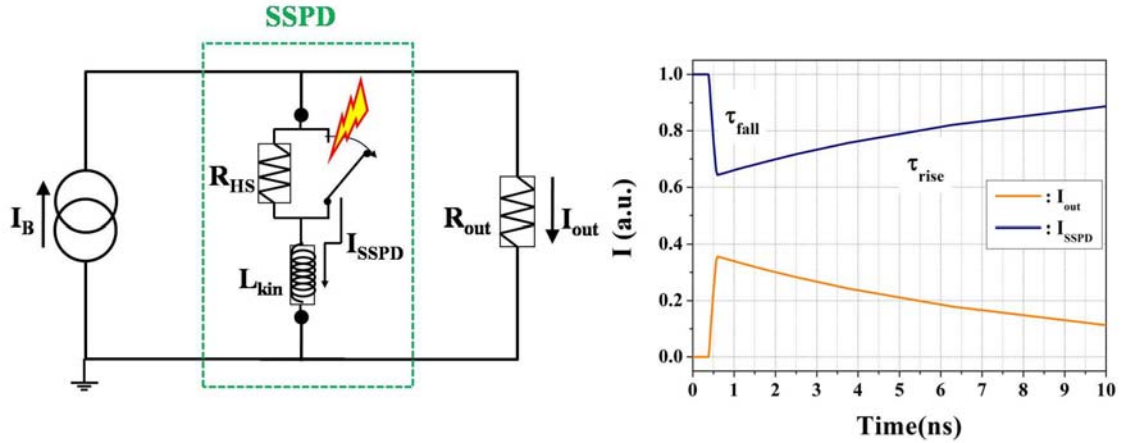 SSPD
I_B
R_HS
L_kin
I_SSPD
R_out
I_out
I (a.u.)
1.0
0.8
0.6
0.4
0.2
0.0
τ_fall
τ_rise
: I_out
: I_SSPD
0 1 2 3 4 5 6 7 8 9 10
Time(ns)